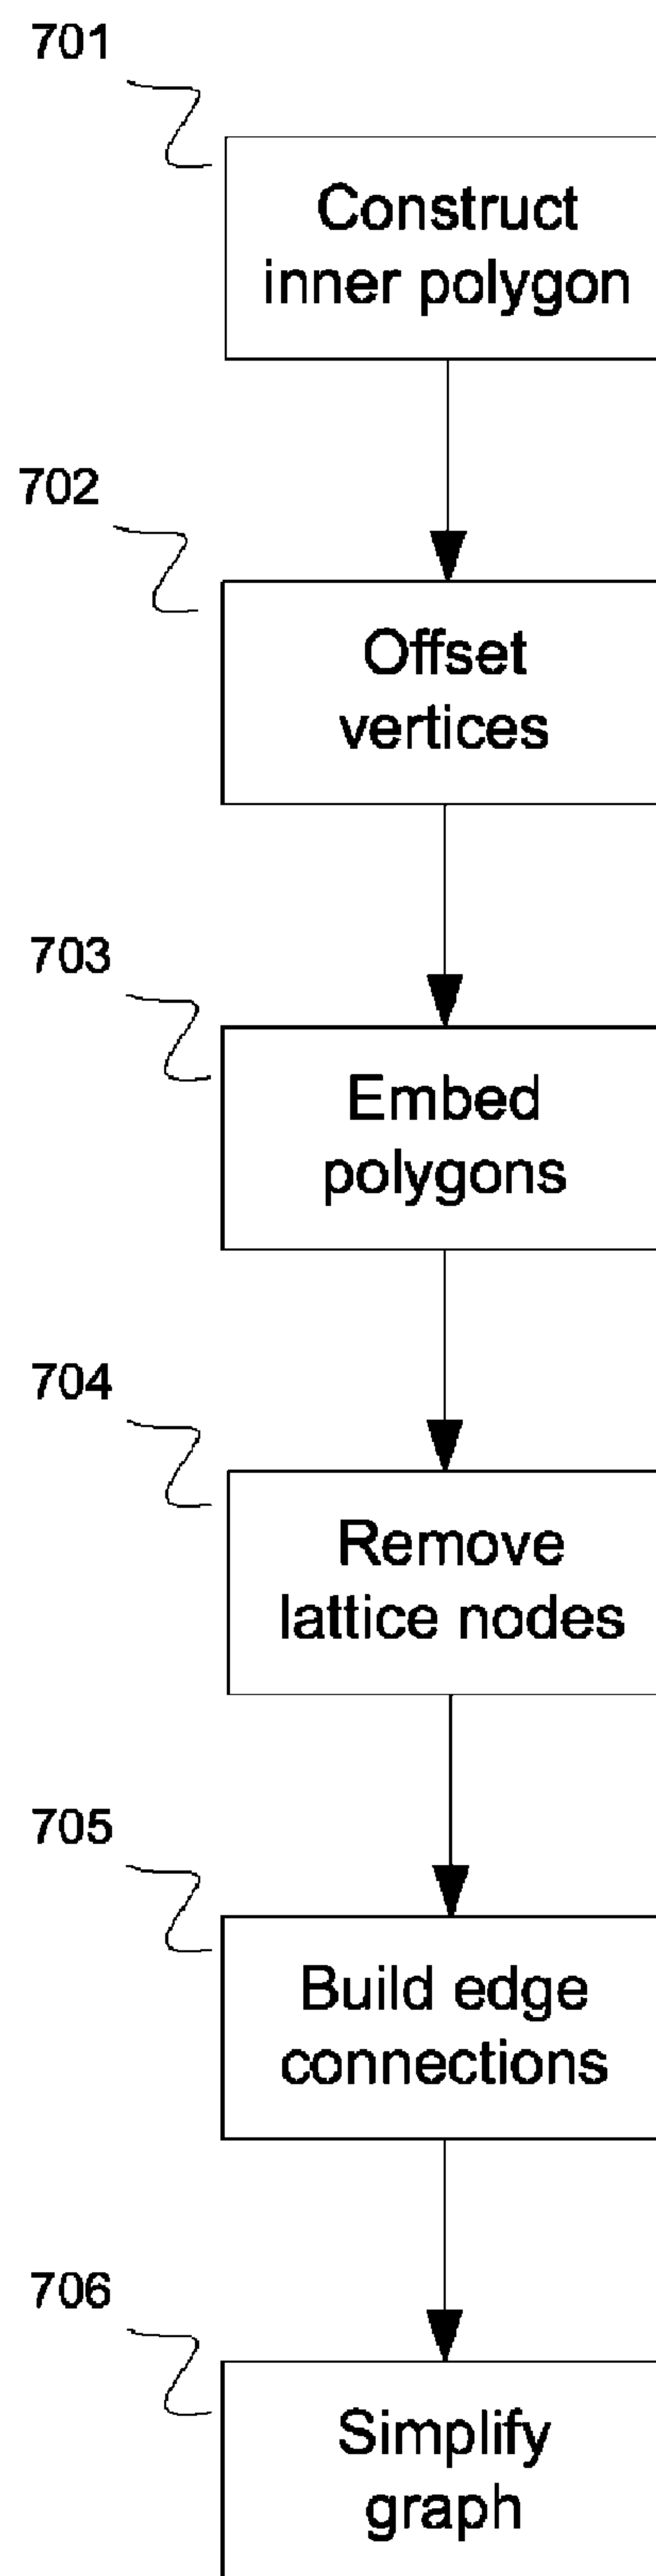 701
Construct
inner polygon
702
Offset
vertices
703
Embed
polygons
704
Remove
lattice nodes
705
Build edge
connections
706
Simplify
graph